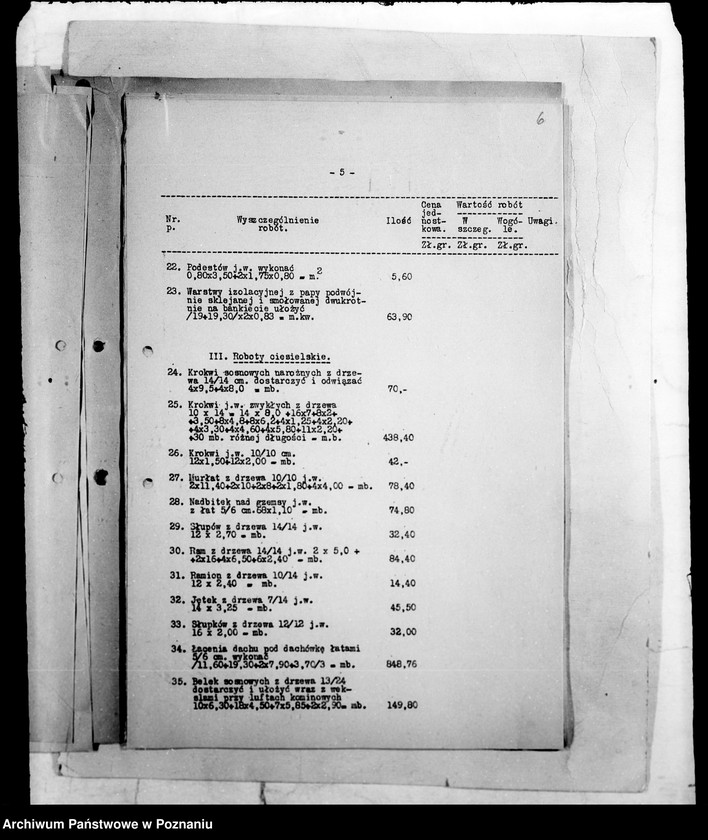 6
- 5 -
Nr. p. Wyszczególnienie robót. Ilość Cena jed- nost- kowa. Wartość robót W szczeg. Wogó- le. Uwagi.
Zł.gr. Zł.gr. Zł.gr.
22. Podestów j.w. wykonać
0,80x3,50+2x1,75x0,80 = m.2 5,60
23. Warstwy izolacyjnej z papy podwój-
nie sklejanej i smołowanej dwukrot-
nie na bankiecie ułożyć
/19+19,30/x2x0,83 = m.kw. 63,90
III. Roboty ciesielskie.
24. Krokwi sosnowych narożnych z drze-
wa 14/14 cm. dostarczyć i odwiązać
4x9,5+4x8,0 = mb. 70,-
25. Krokwi j.w. zwykłych z drzewa
10 x 14 = 14 x 8,0 +16x7+8x2+
+3,50+8x4,8+8x6,2+4x1,25+4x2,20+
+4x3,30+4x4,60+4x5,80+11x2,20+
+30 mb. różnej długości = m.b. 438,40
26. Krokwi j.w. 10/10 cm.
12x1,50+12x2,00 = mb. 42,-
27. Murłat z drzewa 10/10 j.w.
2x11,40+2x10+2x8+2x1,80+4x4,00 = mb. 78,40
28. Nadbitek nad gzemsy j.w.
z łat 5/6 cm.68x1,10 = mb. 74,80
29. Słupów z drzewa 14/14 j.w.
12 x 2,70 = mb. 32,40
30. Ram z drzewa 14/14 j.w. 2 x 5,0 +
+2x16+4x6,50+6x2,40 = mb. 84,40
31. Ramion z drzewa 10/14 j.w.
12 x 2,40 = mb. 14,40
32. Jętek z drzewa 7/14 j.w.
14 x 3,25 = mb. 45,50
33. Słupków z drzewa 12/12 j.w.
16 x 2,00 = mb. 32,00
34. Łacenia dachu pod dachówkę łatami
5/6 cm. wykonać
/11,60+19,30+2x7,90+3,70/3 = mb. 848,76
35. Belek sosnowych z drzewa 13/24
dostarczyć i ułożyć wraz z wek-
slami przy luftach kominowych
10x6,30+18x4,50+7x5,85+2x2,90= mb. 149,80
Archiwum Państwowe w Poznaniu